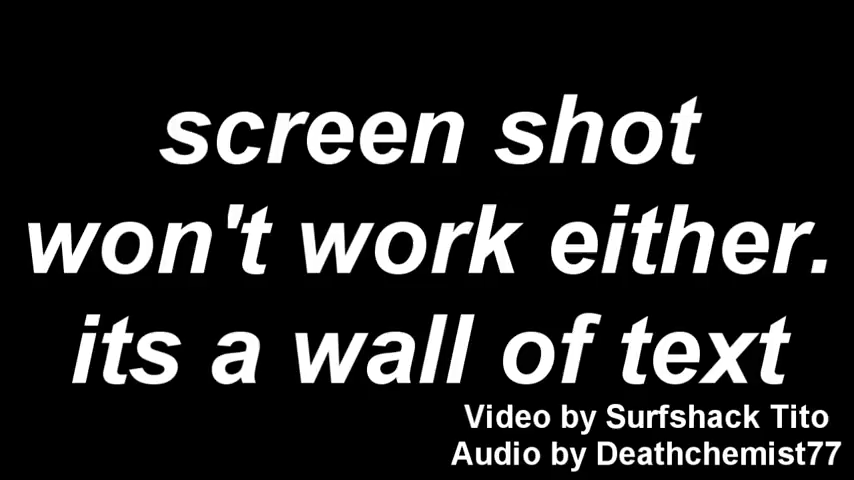 screen shot
won't work either.
its a wall of text
Video by Surfshack Tito
Audio by Deathchemist77